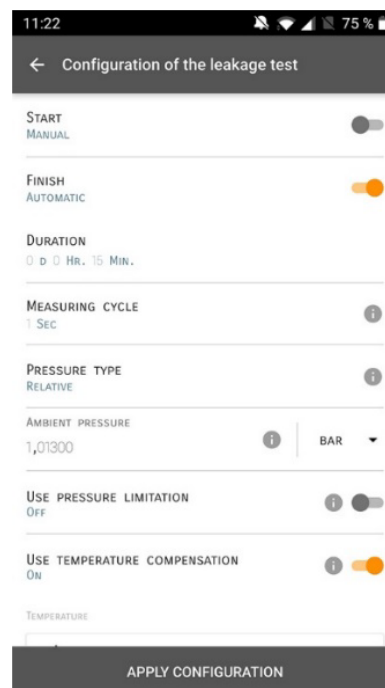 11:22 75 %
Configuration of the leakage test
START
MANUAL
FINISH
AUTOMATIC
DURATION
0 D 0 HR. 15 MIN.
MEASURING CYCLE
1 SEC
PRESSURE TYPE
RELATIVE
AMBIENT PRESSURE
1,01300 BAR
USE PRESSURE LIMITATION
OFF
USE TEMPERATURE COMPENSATION
ON
TEMPERATURE
APPLY CONFIGURATION